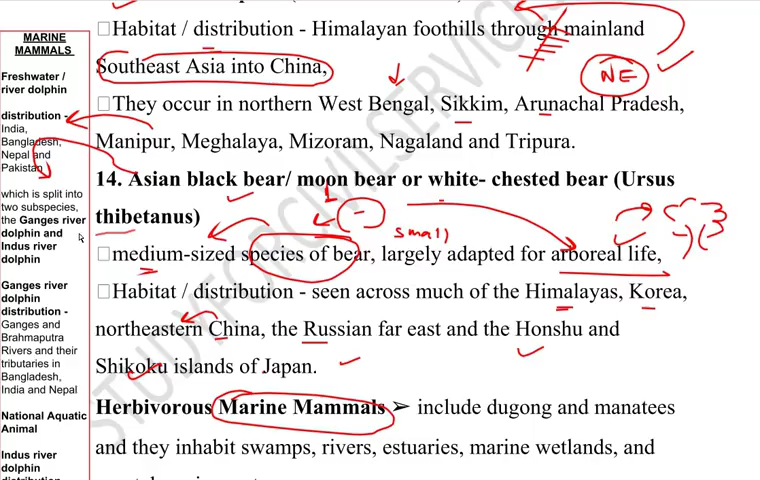 MARINE
MAMMALS
Freshwater /
river dolphin
distribution -
India,
Bangladesh,
Nepal and
Pakistan
which is split into
two subspecies,
the Ganges river
dolphin and
Indus river
dolphin
Ganges river
dolphin
distribution-
Ganges and
Brahmaputra
Rivers and their
tributaries in
Bangladesh,
India and Nepal
National Aquatic
Animal
Indus river
dolphin
Habitat / distribution - Himalayan foothills through mainland
Southeast Asia into China,
NE
They occur in northern West Bengal, Sikkim, Arunachal Pradesh,
Manipur, Meghalaya, Mizoram, Nagaland and Tripura.
14. Asian black bear/ moon bear or white- chested bear (Ursus
thibetanus)
small
medium-sized species of bear, largely adapted for arboreal life,
Habitat / distribution - seen across much of the Himalayas, Korea,
northeastern China, the Russian far east and the Honshu and
Shikoku islands of Japan.
Herbivorous Marine Mammals ➢ include dugong and manatees
and they inhabit swamps, rivers, estuaries, marine wetlands, and
STUDYFORCIVILSERVICES